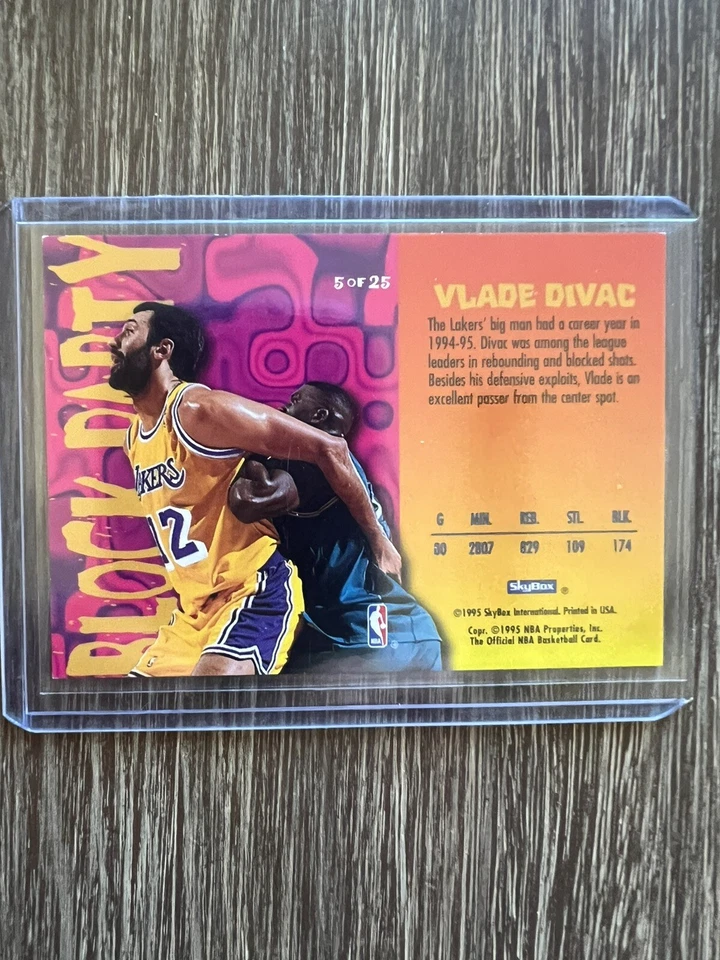 BLOCK PARTY
5 OF 25
LAKERS
12
NBA
VLADE DIVAC
The Lakers' big man had a career year in
1994-95. Divac was among the league
leaders in rebounding and blocked shots.
Besides his defensive exploits, Vlade is an
excellent passer from the center spot.
G MIN. REB. STL. BLK.
80 2807 829 109 174
SkyBox ®
©1995 SkyBox International. Printed in USA.
Copr. ©1995 NBA Properties, Inc.
The Official NBA Basketball Card.